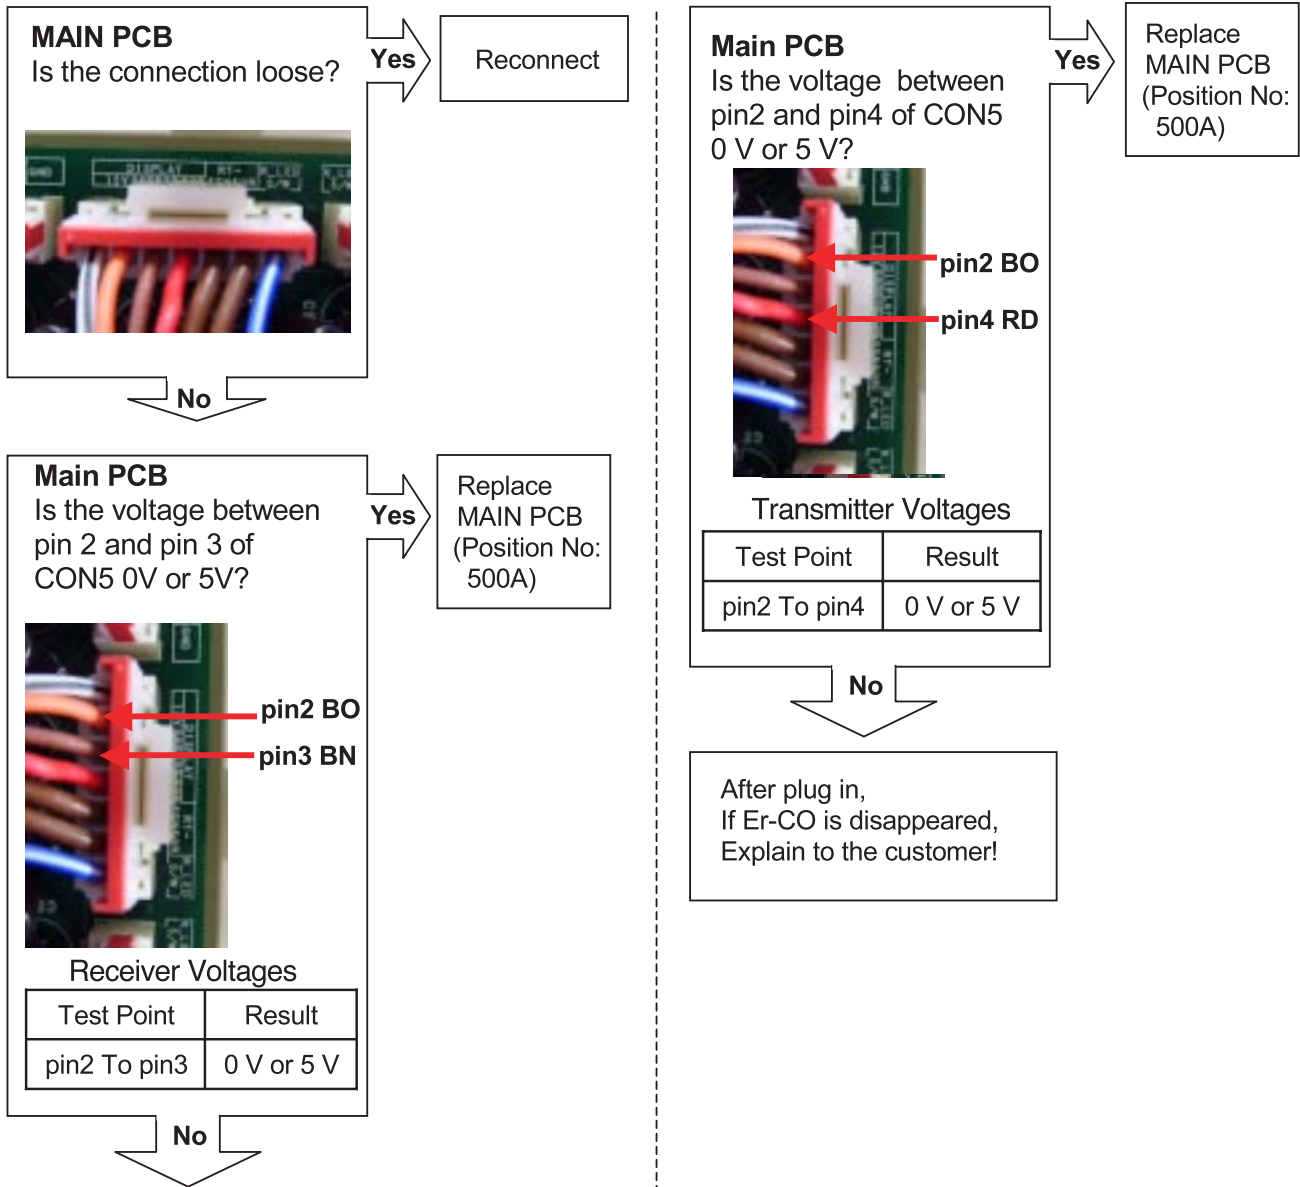 MAIN PCB
Is the connection loose?
Yes
Reconnect
GND
DISPLAY
No
Main PCB
Is the voltage between
pin 2 and pin 3 of
CON5 0V or 5V?
Yes
Replace
MAIN PCB
(Position No:
500A)
pin2 BO
pin3 BN
Receiver Voltages
Test Point Result
pin2 To pin3 0 V or 5 V
No
Main PCB
Is the voltage between
pin2 and pin4 of CON5
0 V or 5 V?
Yes
Replace
MAIN PCB
(Position No:
500A)
pin2 BO
pin4 RD
Transmitter Voltages
Test Point Result
pin2 To pin4 0 V or 5 V
No
After plug in,
If Er-CO is disappeared,
Explain to the customer!